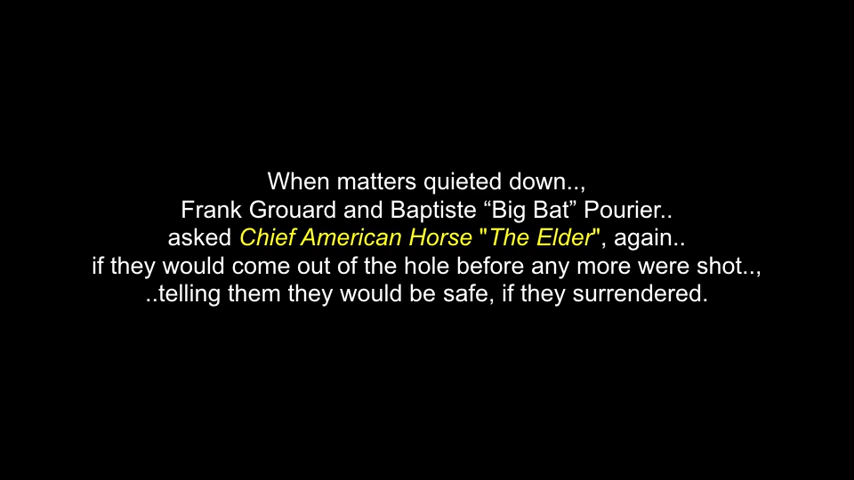 When matters quieted down..,
Frank Grouard and Baptiste “Big Bat” Pourier..
asked Chief American Horse "The Elder", again..
if they would come out of the hole before any more were shot..,
..telling them they would be safe, if they surrendered.